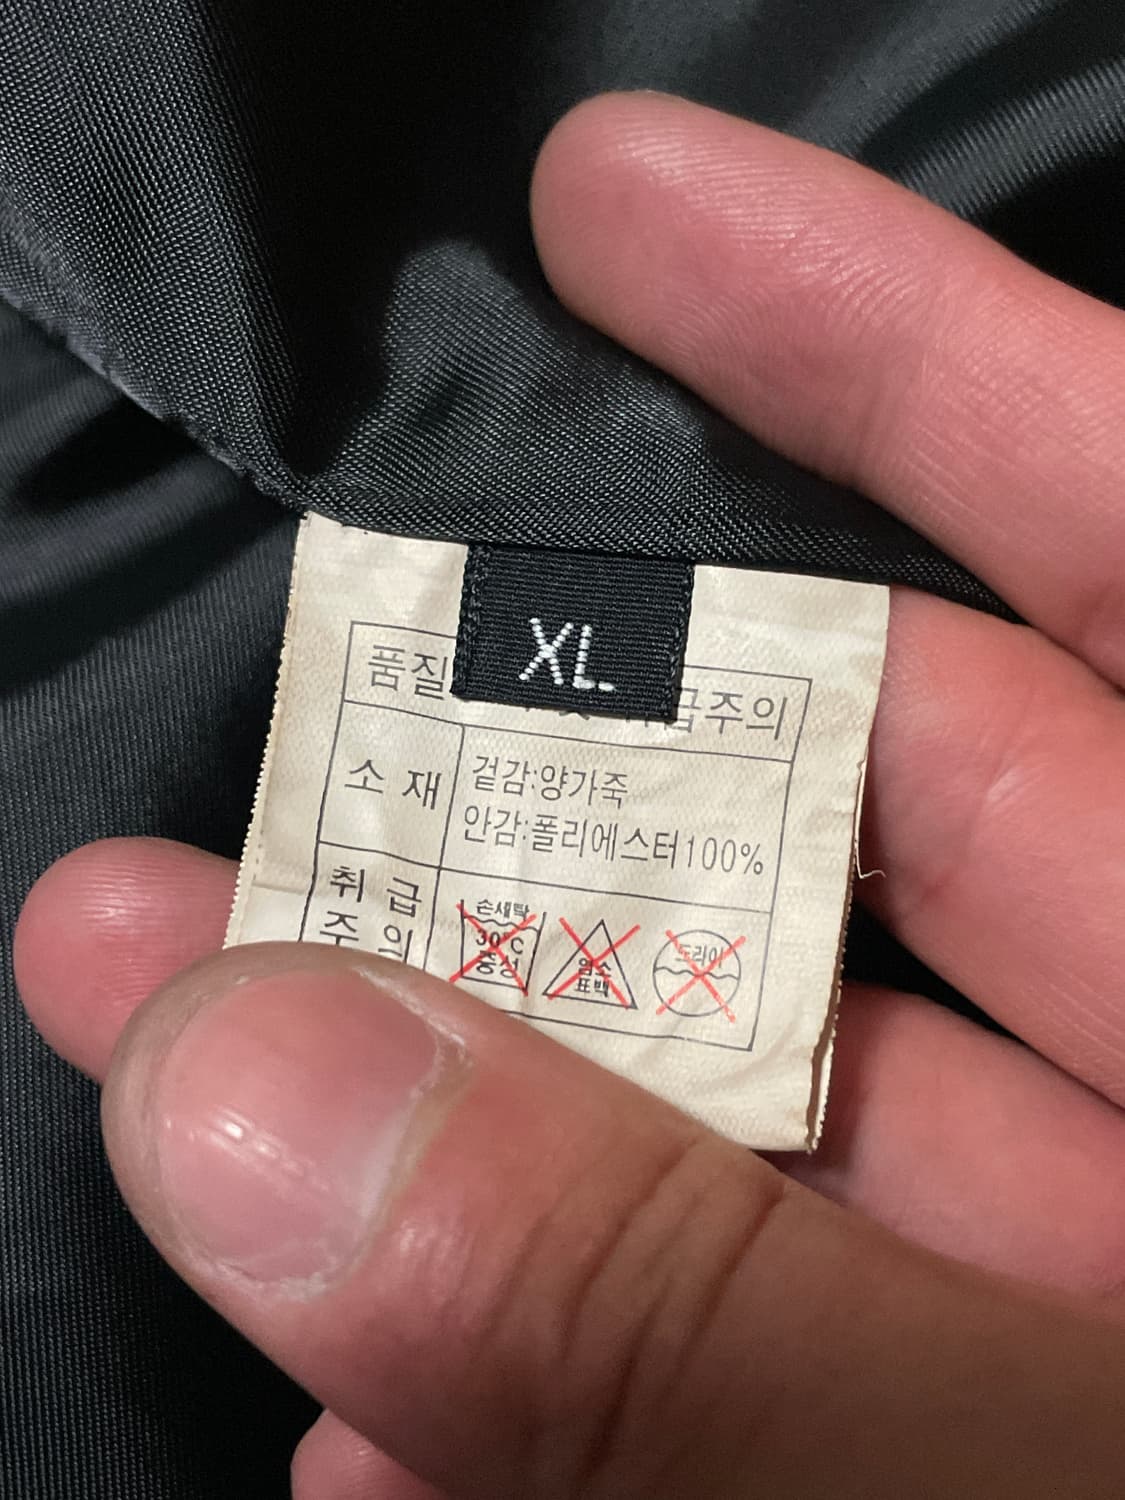 XL
품질 급주의
소 재
겉감:양가죽
안감:폴리에스터100%
취 급
주 의
손세탁
30°C
중성
염소
표백
드라이